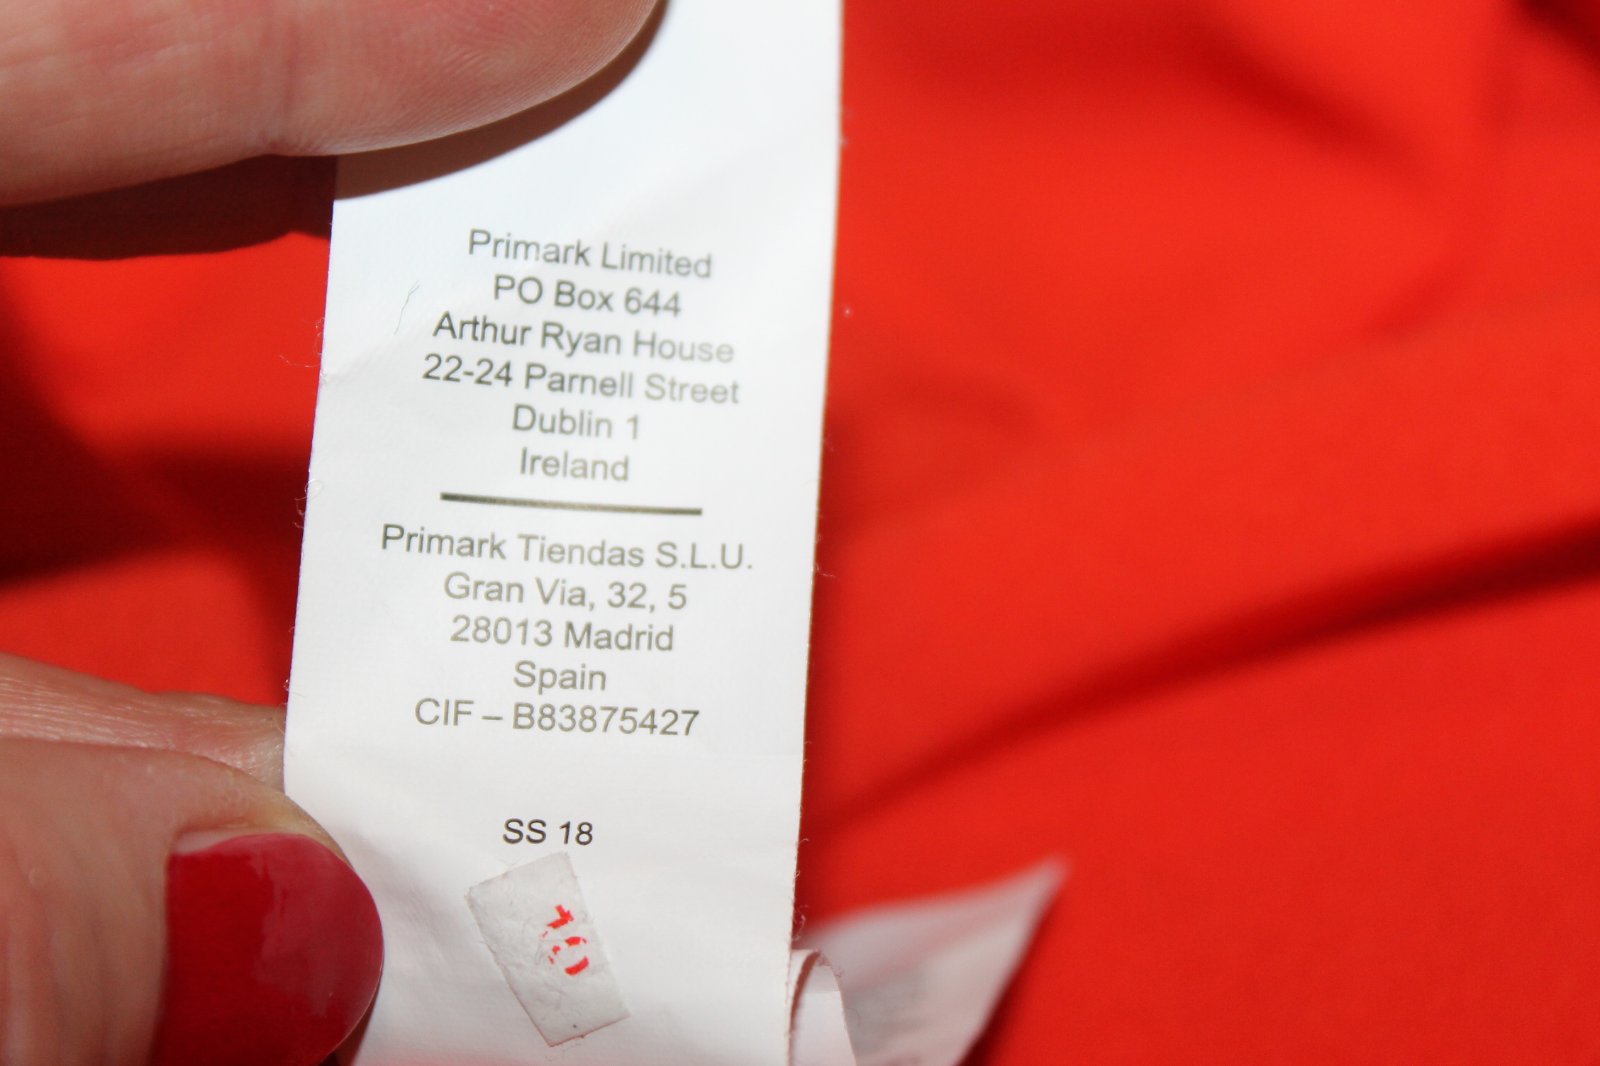 Primark Limited
PO Box 644
Arthur Ryan House
22-24 Parnell Street
Dublin 1
Ireland
Primark Tiendas S.L.U.
Gran Via, 32, 5
28013 Madrid
Spain
CIF – B83875427
SS 18
10